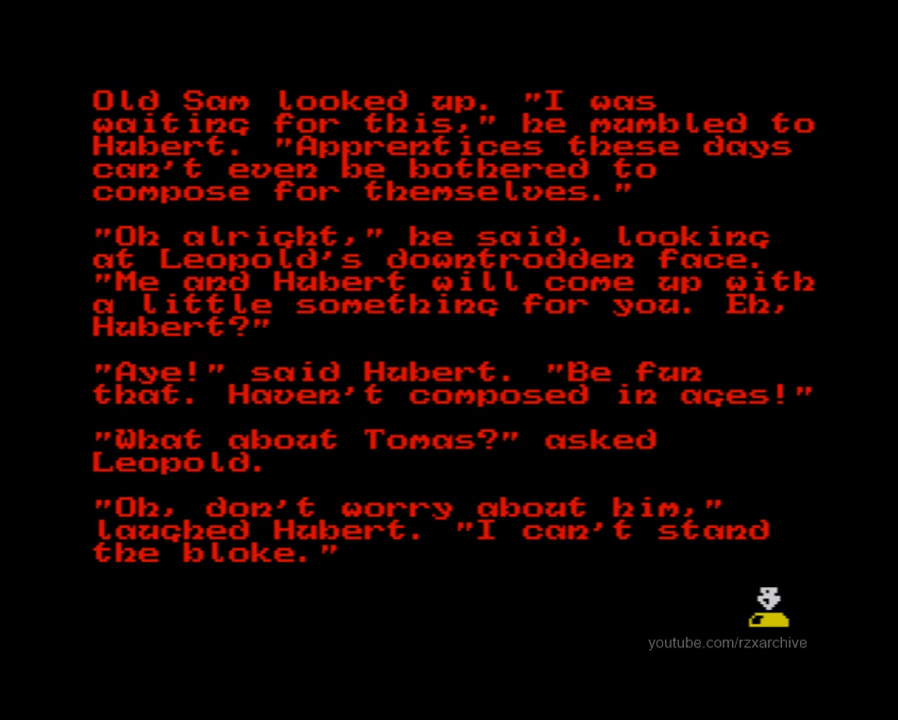 Old Sam looked up. "I was
waiting for this," he mumbled to
Hubert. "Apprentices these days
can't even be bothered to
compose for themselves."
"Oh alright," he said, looking
at Leopold's downtrodden face.
"Me and Hubert will come up with
a little something for you. Eh,
Hubert?"
"Aye!" said Hubert. "Be fun
that. Haven't composed in ages!"
"What about Tomas?" asked
Leopold.
"Oh, don't worry about him,"
laughed Hubert. "I can't stand
the bloke."
youtube.com/rzxarchive